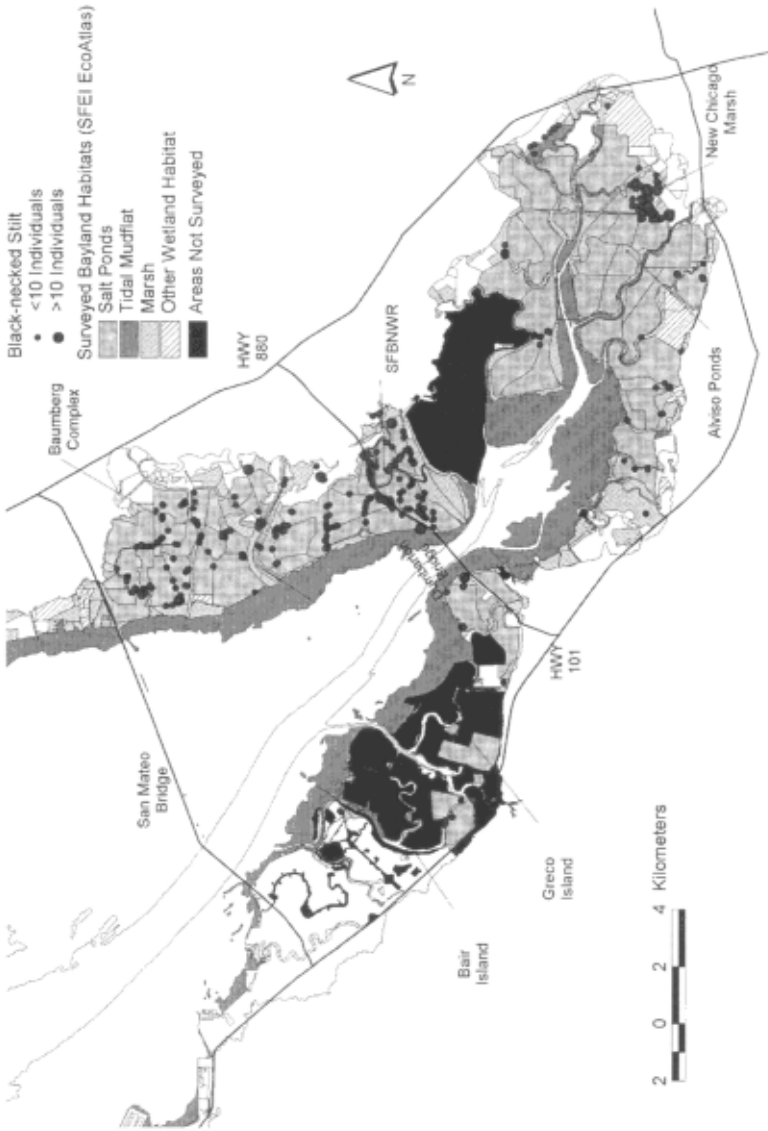 Black-necked Stilt
<10 Individuals
>10 Individuals
Surveyed Bayland Habitats (SFEI EcoAtlas)
Salt Ponds
Tidal Mudflat
Marsh
Other Wetland Habitat
Areas Not Surveyed
Baumberg
Complex
HWY
880
SFBNWR
San Mateo
Bridge
N
New Chicago
Marsh
Alviso Ponds
HWY
101
Greco
Island
Bair
Island
2 0 2 4 Kilometers